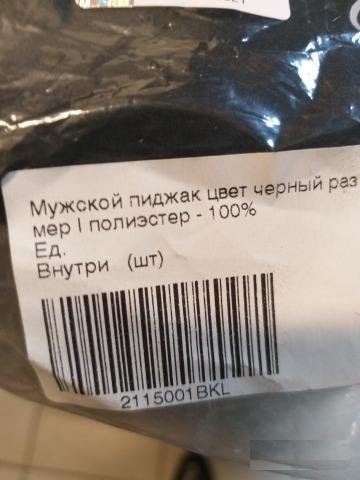 Мужской пиджак цвет черный раз
мер l полиэстер - 100%
Ед.
Внутри (шт)
2115001BKL